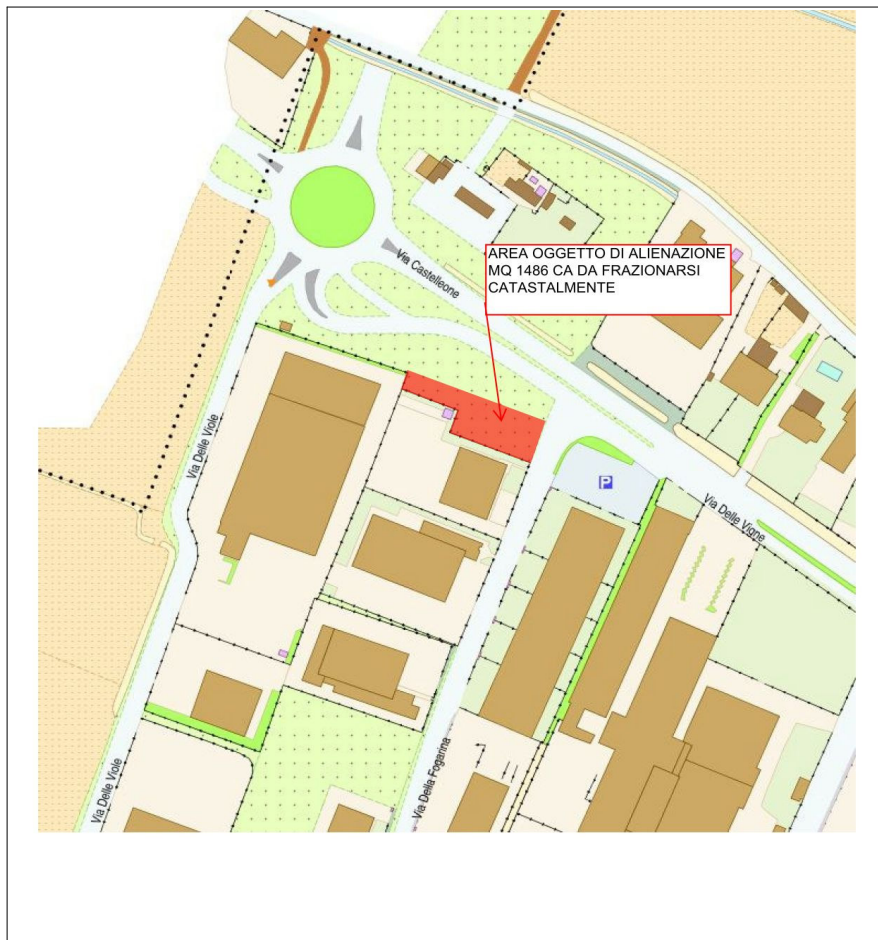 Via Castelleone
AREA OGGETTO DI ALIENAZIONE
MQ 1486 CA DA FRAZIONARSI
CATASTALMENTE
Via Delle Viole
P
Via Delle Vigne
Via Della Fogarina
Via Delle Viole